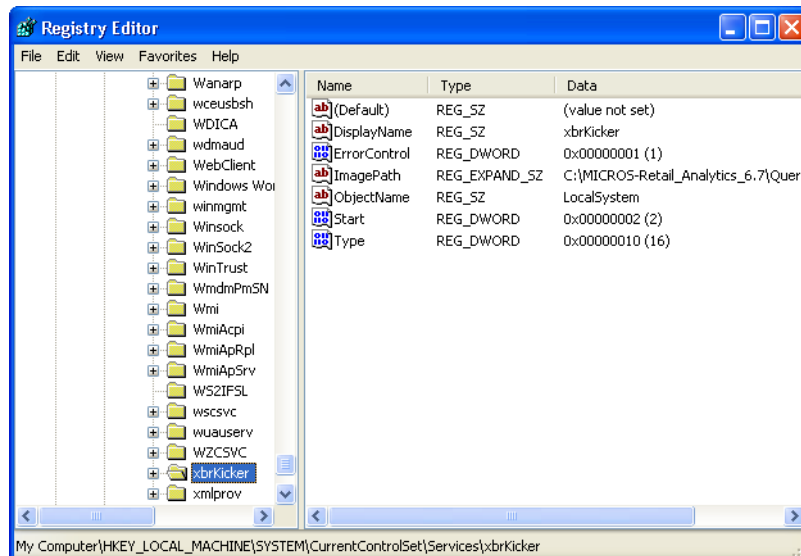 Registry Editor
File Edit View Favorites Help
Wanarp
wceusbsh
WDICA
wdmaud
WebClient
Windows Wo
winmgmt
Winsock
WinSock2
WinTrust
WmdmPmSN
Wmi
WmiAcpi
WmiApRpl
WmiApSrv
WS2IFSL
wscsvc
wuauserv
WZCSVC
xbrKicker
xmlprov
Name Type Data
(Default) REG_SZ (value not set)
DisplayName REG_SZ xbrKicker
ErrorControl REG_DWORD 0x00000001 (1)
ImagePath REG_EXPAND_SZ C:\MICROS-Retail_Analytics_6.7\Quer
ObjectName REG_SZ LocalSystem
Start REG_DWORD 0x00000002 (2)
Type REG_DWORD 0x00000010 (16)
My Computer\HKEY_LOCAL_MACHINE\SYSTEM\CurrentControlSet\Services\xbrKicker